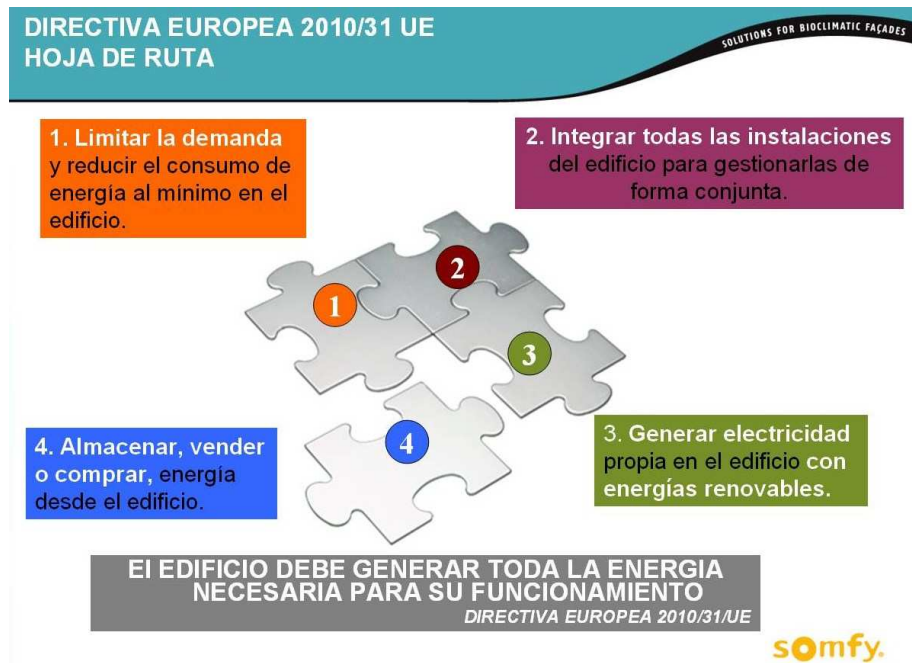 DIRECTIVA EUROPEA 2010/31 UE
HOJA DE RUTA
SOLUTIONS FOR BIOCLIMATIC FAÇADES
1. Limitar la demanda
y reducir el consumo de
energía al mínimo en el
edificio.
2. Integrar todas las instalaciones
del edificio para gestionarlas de
forma conjunta.
1
2
3
4
4. Almacenar, vender
o comprar, energía
desde el edificio.
3. Generar electricidad
propia en el edificio con
energías renovables.
El EDIFICIO DEBE GENERAR TODA LA ENERGIA
NECESARIA PARA SU FUNCIONAMIENTO
DIRECTIVA EUROPEA 2010/31/UE
somfy.